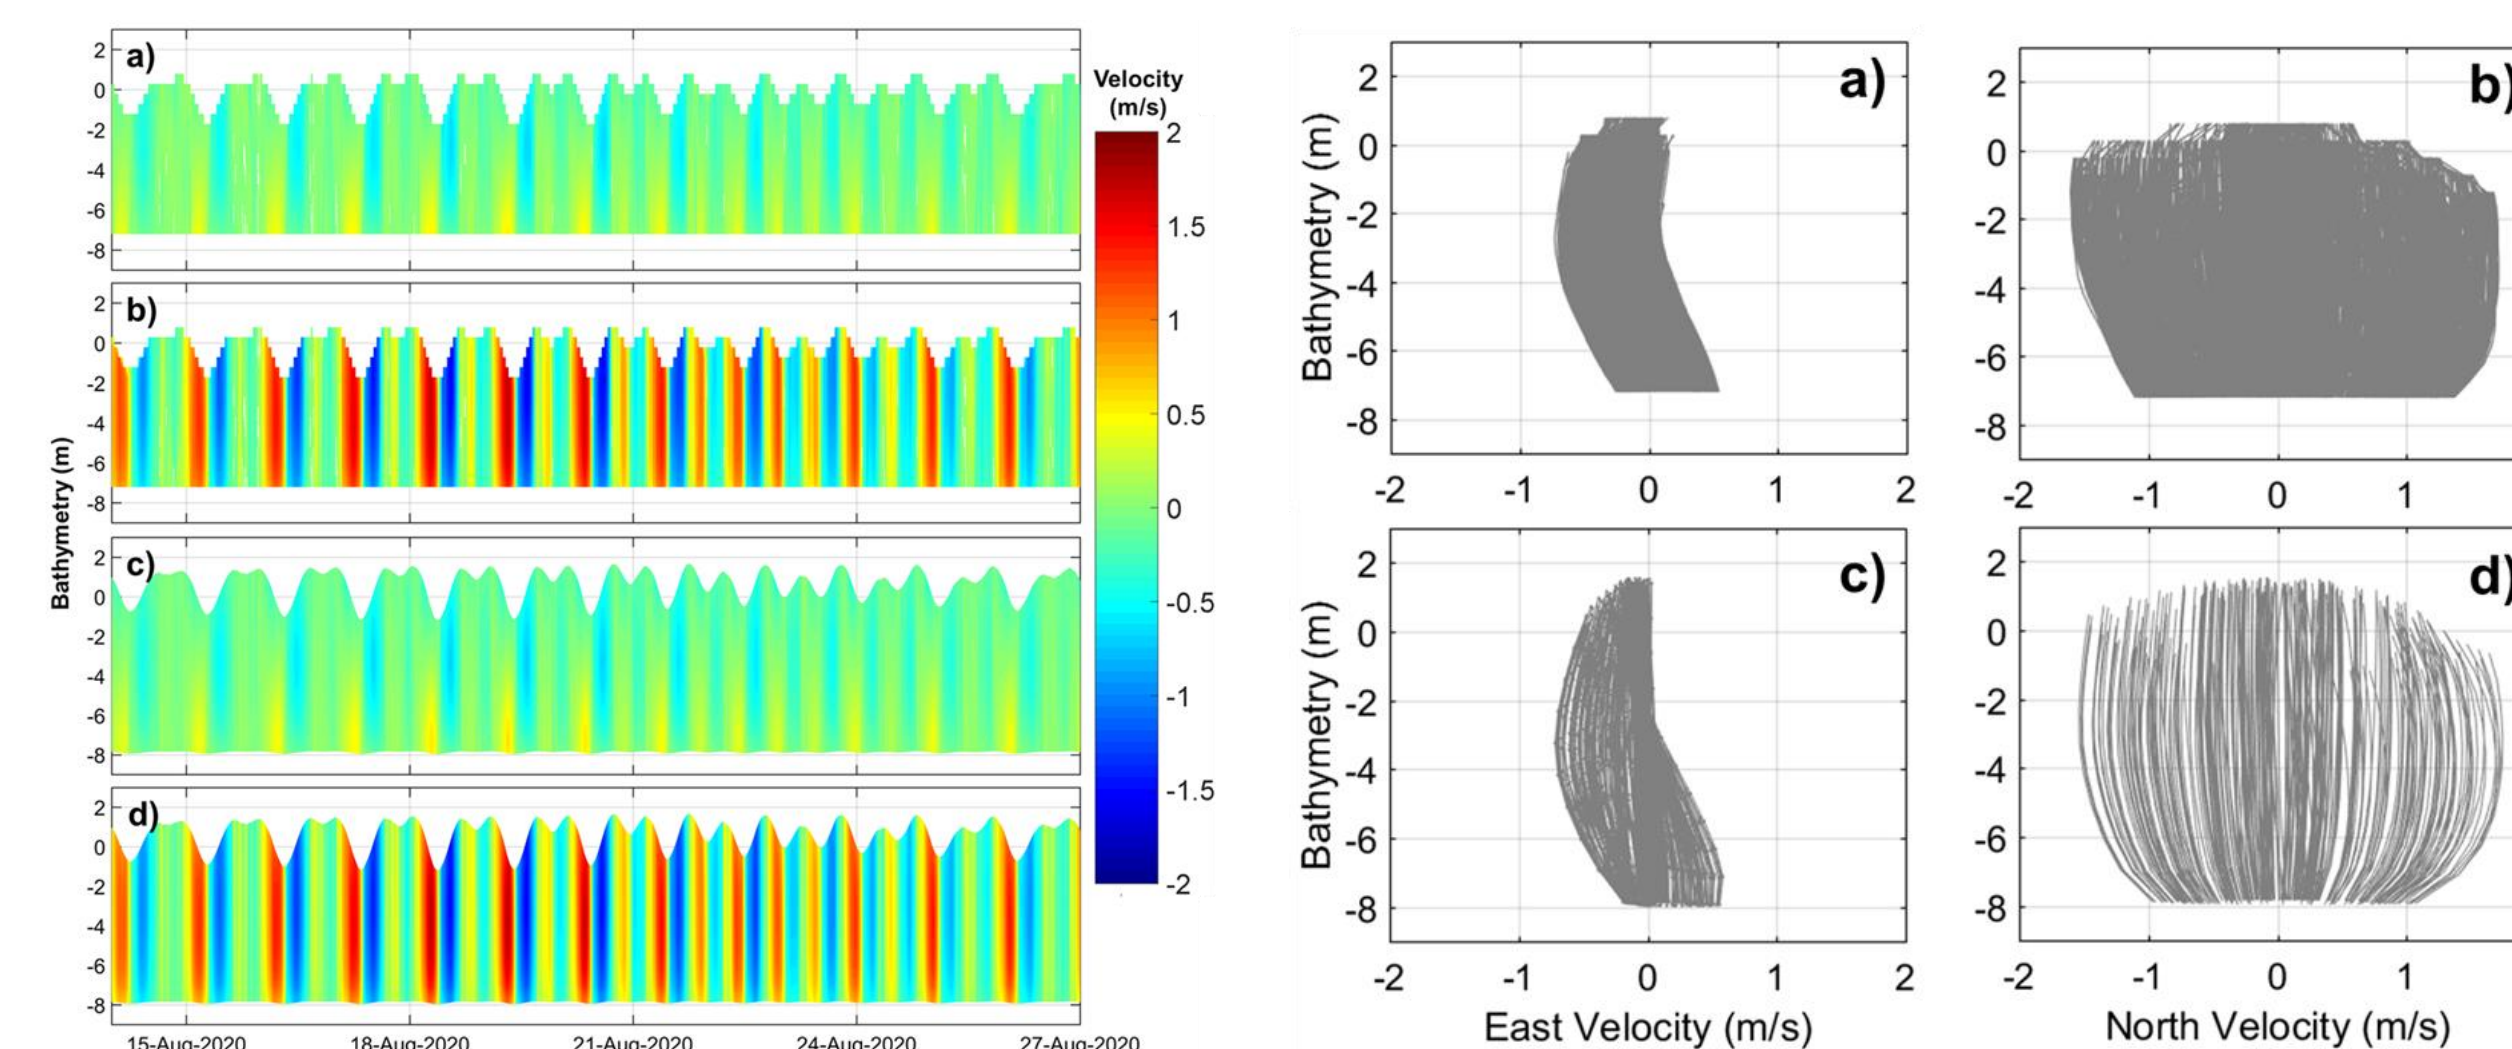 a)
2
0
-2
-4
-6
-8
b)
2
0
-2
-4
-6
-8
c)
2
0
-2
-4
-6
-8
d)
2
0
-2
-4
-6
-8
Bathymetry (m)
15-Aug-2020 18-Aug-2020 21-Aug-2020 24-Aug-2020 27-Aug-2020
Velocity
(m/s)
2
1.5
1
0.5
0
-0.5
-1
-1.5
-2
a)
Bathymetry (m)
2
0
-2
-4
-6
-8
-2 -1 0 1 2
b)
2
0
-2
-4
-6
-8
-2 -1 0 1
c)
Bathymetry (m)
2
0
-2
-4
-6
-8
-2 -1 0 1 2
East Velocity (m/s)
d)
2
0
-2
-4
-6
-8
-2 -1 0 1
North Velocity (m/s)